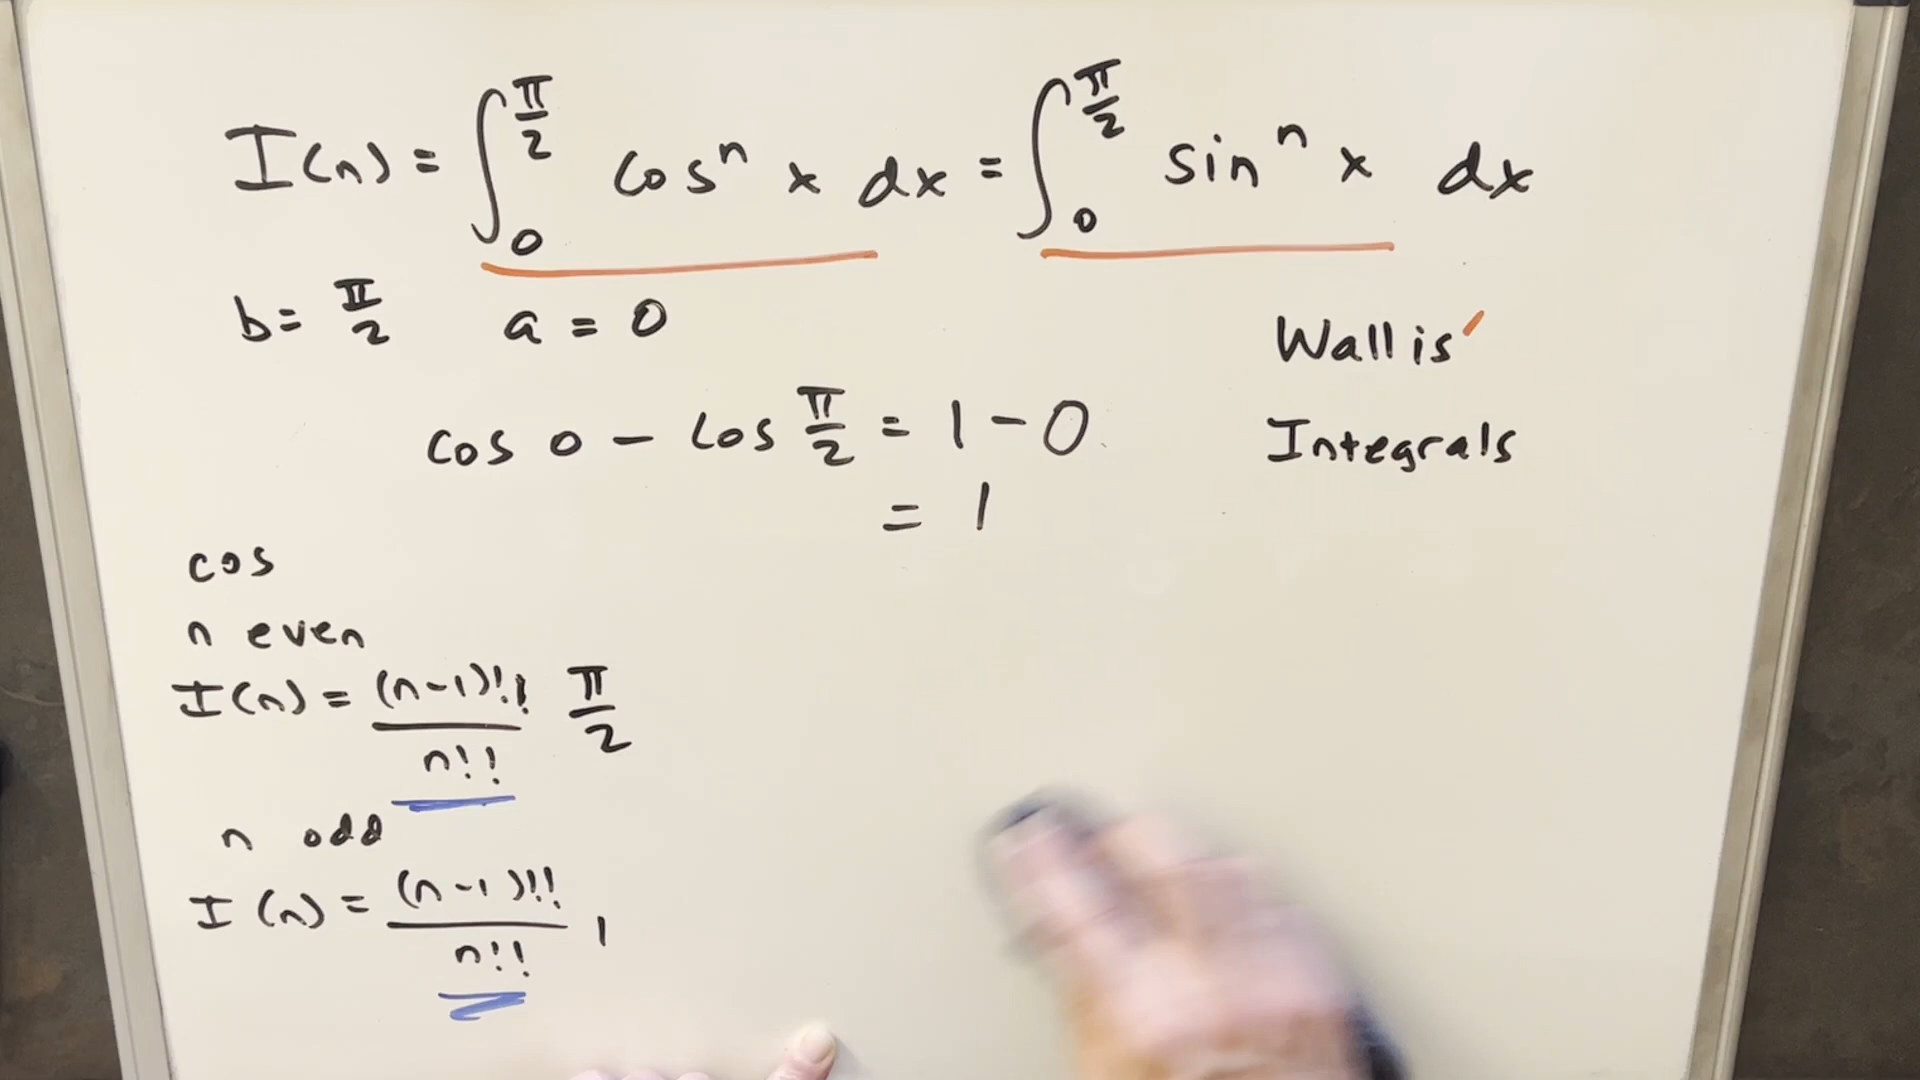 I(n) = ∫₀^{π/2} cosⁿ x dx = ∫₀^{π/2} sinⁿ x dx
b = π/2   a = 0
Wallis'
Integrals
cos 0 − cos π/2 = 1 − 0
= 1
cos
n even
I(n) = (n-1)!!/n!! π/2
n odd
I(n) = (n-1)!!/n!! 1